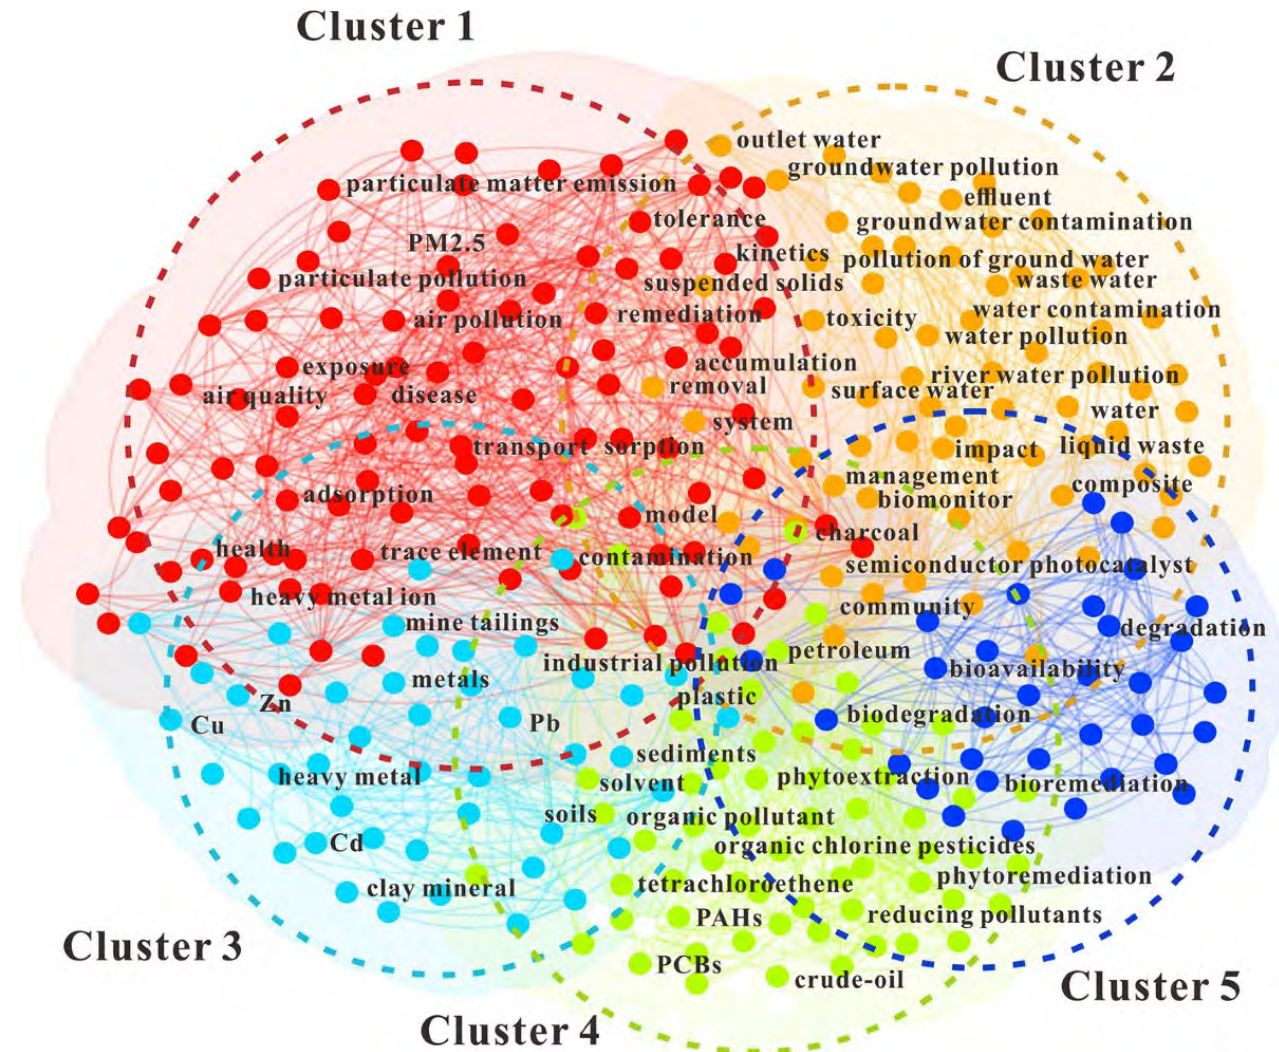 Cluster 1
Cluster 2
outlet water
groundwater pollution
particulate matter emission
effluent
tolerance
groundwater contamination
PM2.5
kinetics
pollution of ground water
particulate pollution
suspended solids
waste water
remediation
air pollution
toxicity
water contamination
water pollution
exposure
accumulation
air quality
disease
removal
river water pollution
surface water
system
water
transport
sorption
impact
liquid waste
adsorption
management
composite
biomonitor
model
charcoal
health
trace element
contamination
semiconductor photocatalyst
heavy metal ion
community
mine tailings
degradation
industrial pollution
petroleum
bioavailability
metals
plastic
Zn
Cu
Pb
biodegradation
sediments
heavy metal
solvent
phytoextraction
bioremediation
soils
organic pollutant
Cd
organic chlorine pesticides
clay mineral
tetrachloroethene
phytoremediation
PAHs
reducing pollutants
Cluster 3
PCBs
crude-oil
Cluster 5
Cluster 4